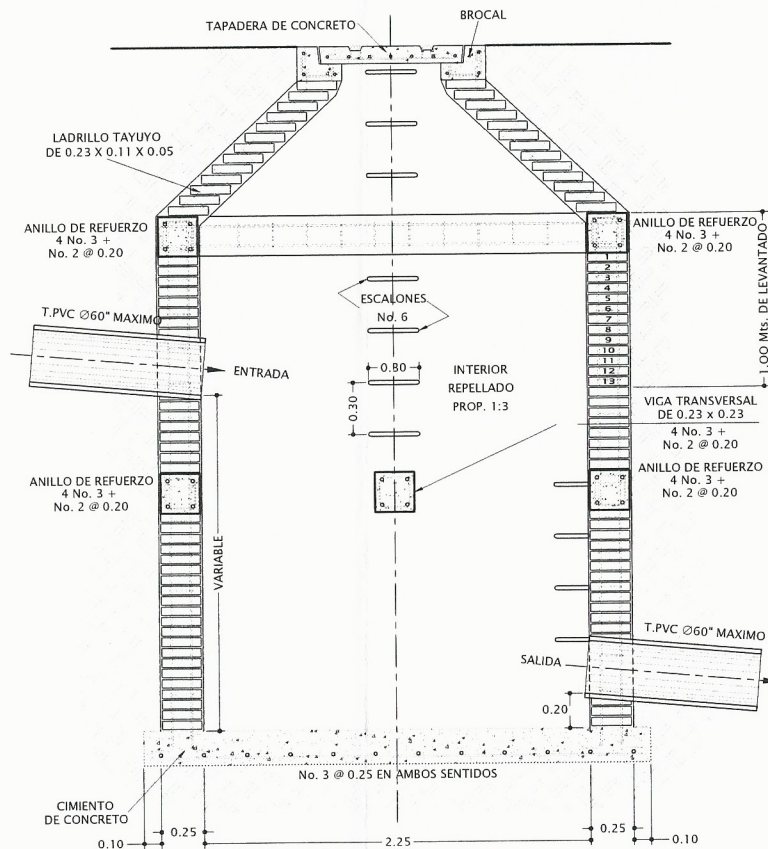 TAPADERA DE CONCRETO
BROCAL
LADRILLO TAYUYO
DE 0.23 X 0.11 X 0.05
ANILLO DE REFUERZO
4 No. 3 +
No. 2 @ 0.20
ANILLO DE REFUERZO
4 No. 3 +
No. 2 @ 0.20
1
2
3
4
5
6
7
8
9
10
11
12
13
1.00 Mts. DE LEVANTADO
T.PVC Ø60" MAXIMO
ENTRADA
ESCALONES
No. 6
0.80
0.30
INTERIOR
REPELLADO
PROP. 1:3
VIGA TRANSVERSAL
DE 0.23 x 0.23
4 No. 3 +
No. 2 @ 0.20
ANILLO DE REFUERZO
4 No. 3 +
No. 2 @ 0.20
ANILLO DE REFUERZO
4 No. 3 +
No. 2 @ 0.20
VARIABLE
T.PVC Ø60" MAXIMO
SALIDA
0.20
No. 3 @ 0.25 EN AMBOS SENTIDOS
CIMIENTO
DE CONCRETO
0.10
0.25
2.25
0.25
0.10